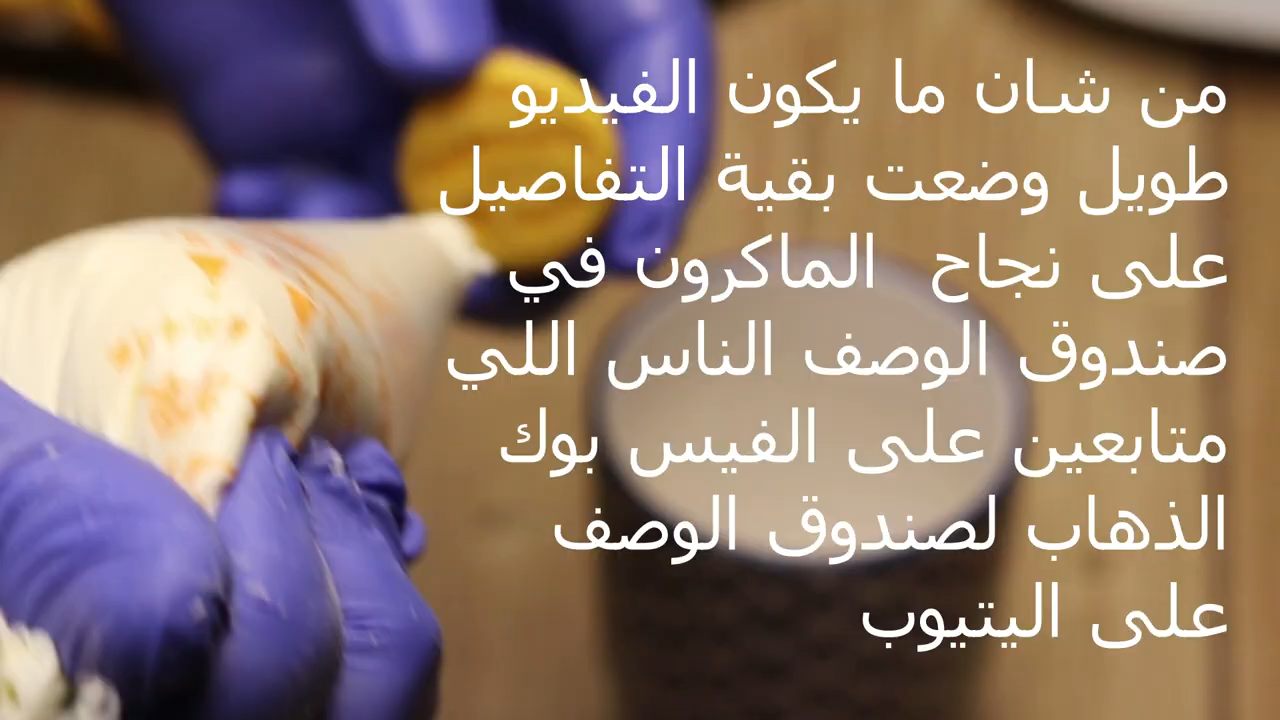 من شان ما يكون الفيديو
طويل وضعت بقية التفاصيل
على نجاح الماكرون في
صندوق الوصف الناس اللي
متابعين على الفيس بوك
الذهاب لصندوق الوصف
على اليتيوب